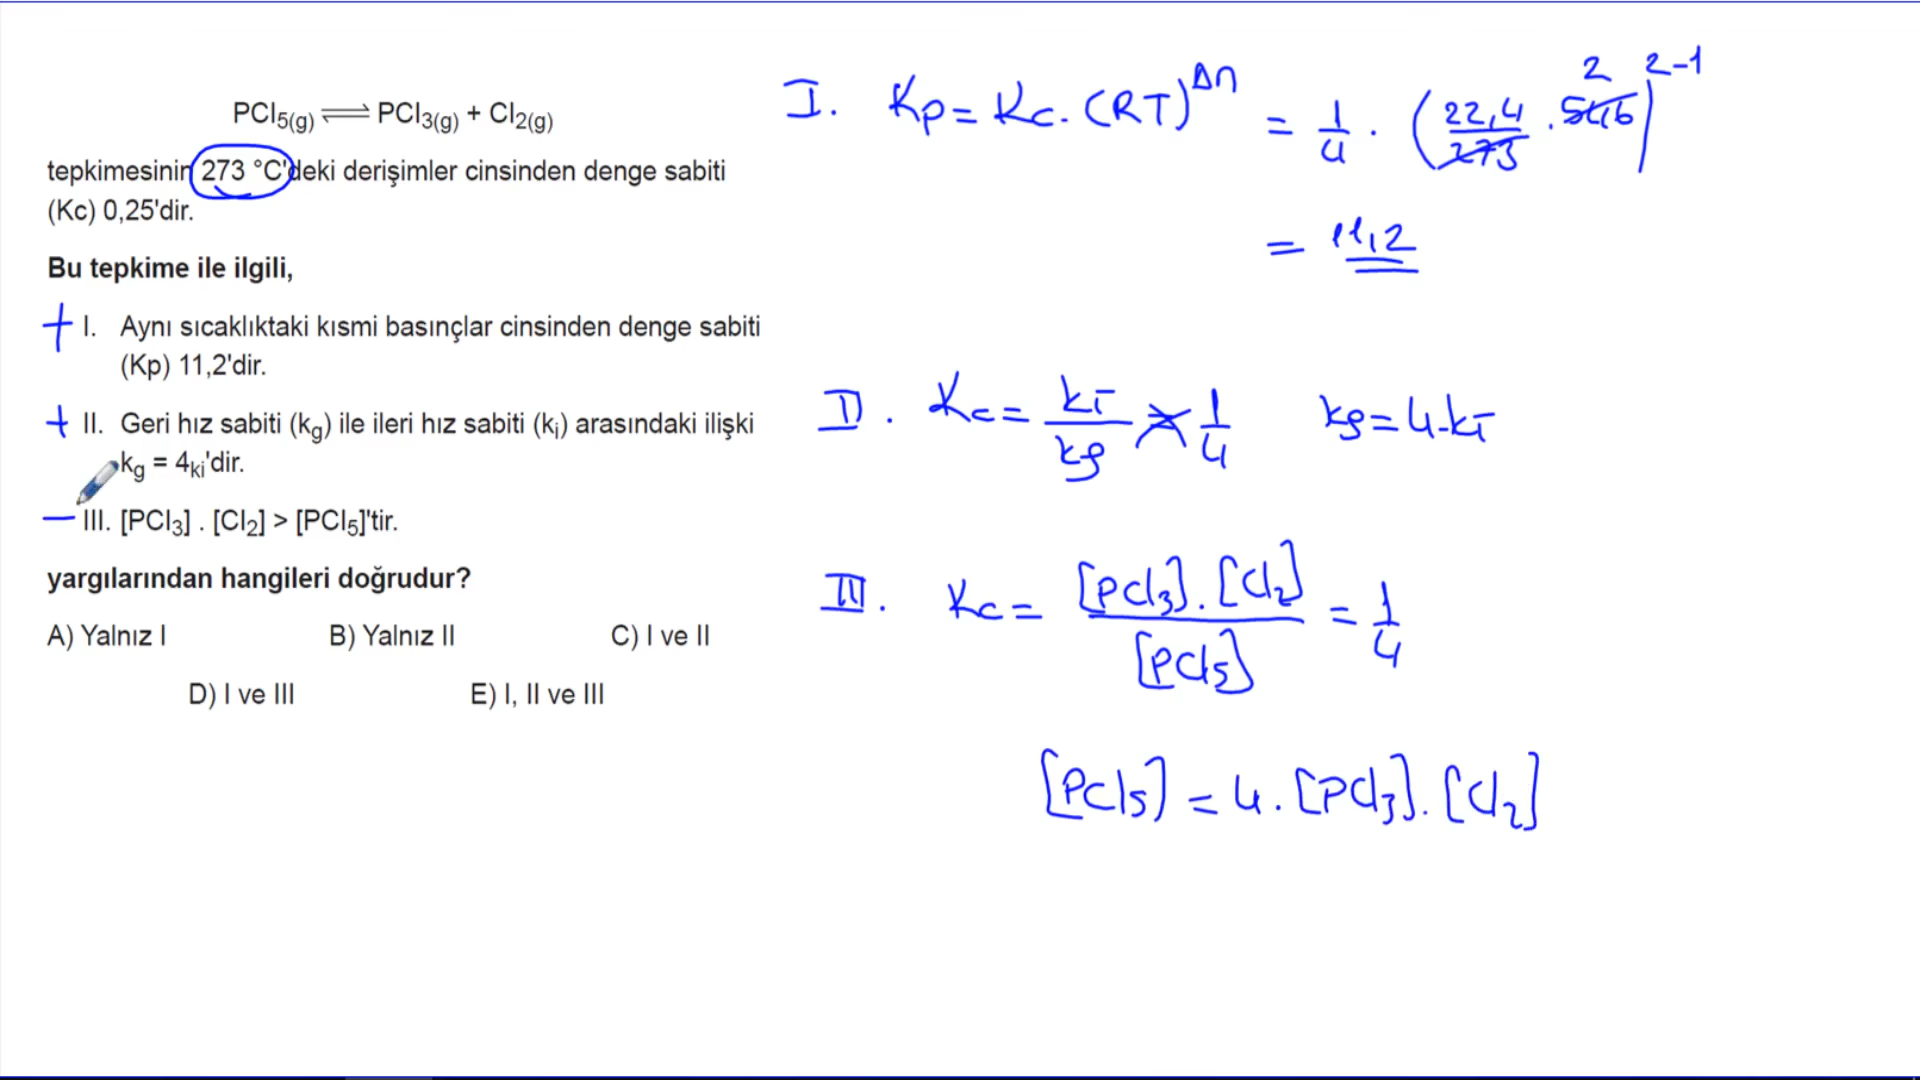 PCl5(g) ⇌ PCl3(g) + Cl2(g)
tepkimesinin 273 °C'deki derişimler cinsinden denge sabiti
(Kc) 0,25'dir.
Bu tepkime ile ilgili,
+ I. Aynı sıcaklıktaki kısmi basınçlar cinsinden denge sabiti
(Kp) 11,2'dir.
+ II. Geri hız sabiti (kg) ile ileri hız sabiti (ki) arasındaki ilişki
kg = 4ki'dir.
— III. [PCl3] . [Cl2] > [PCl5]'tir.
yargılarından hangileri doğrudur?
A) Yalnız I B) Yalnız II C) I ve II
D) I ve III E) I, II ve III
I. Kp = Kc . (RT)^Δn = 1/4 . (22,4/273 . 546)^2-1
2
= 11,2
II. Kc = ki/kg = 1/4 kg = 4.ki
III. Kc = [PCl3] . [Cl2] / [PCl5] = 1/4
[PCl5] = 4 . [PCl3] . [Cl2]